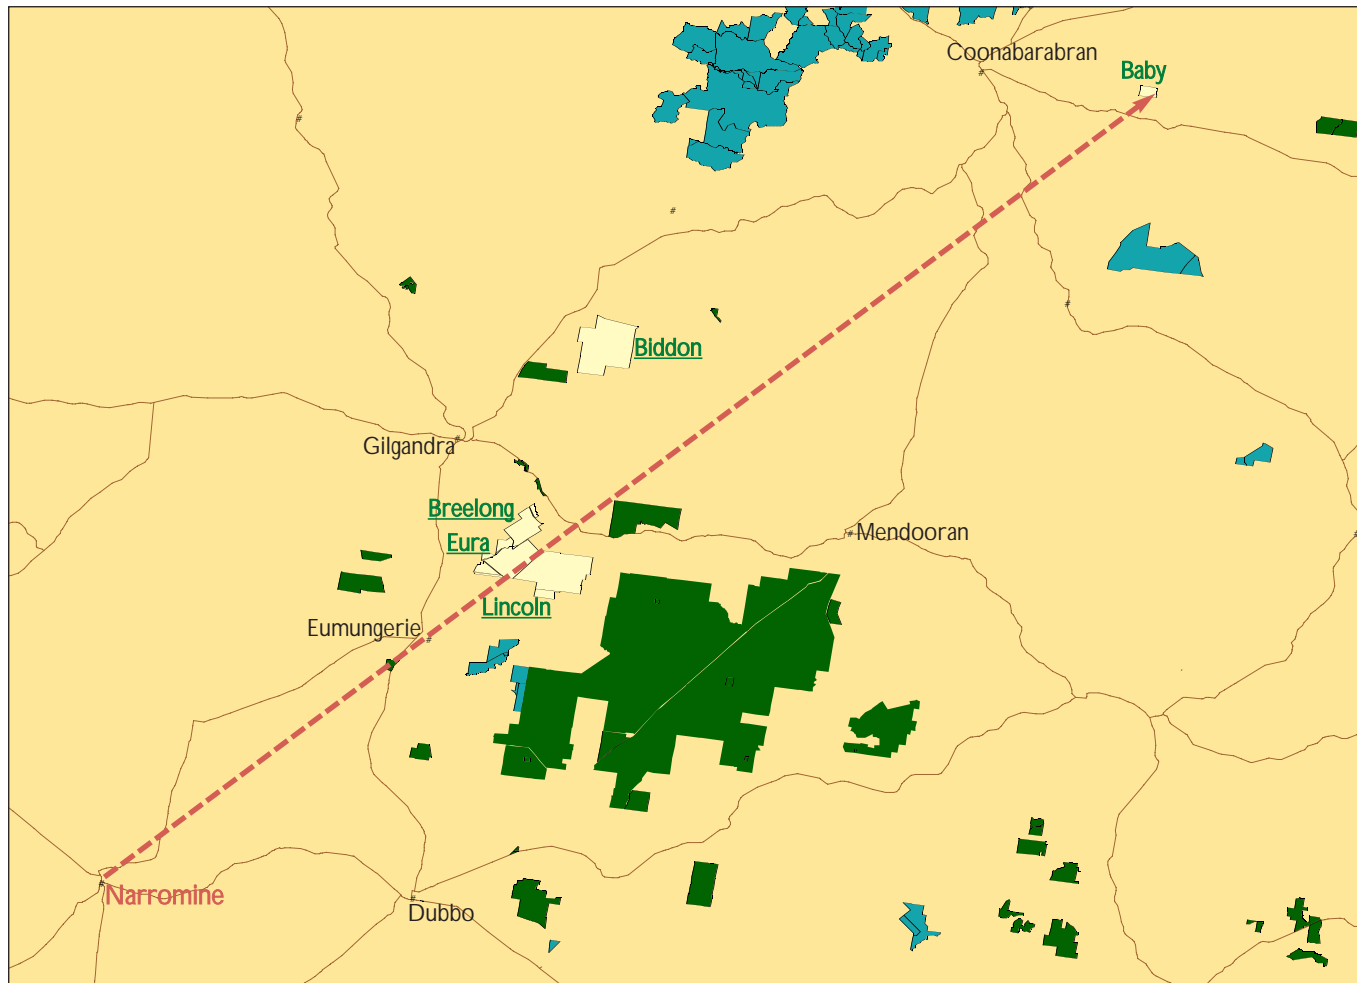 Coonabarabran
Baby
Biddon
Gilgandra
Breelong
Eura
Mendooran
Lincoln
Eumungerie
Narromine
Dubbo